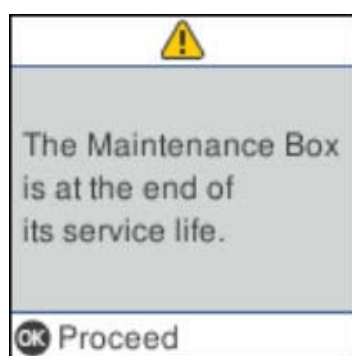 The Maintenance Box
is at the end of
its service life.
OK Proceed